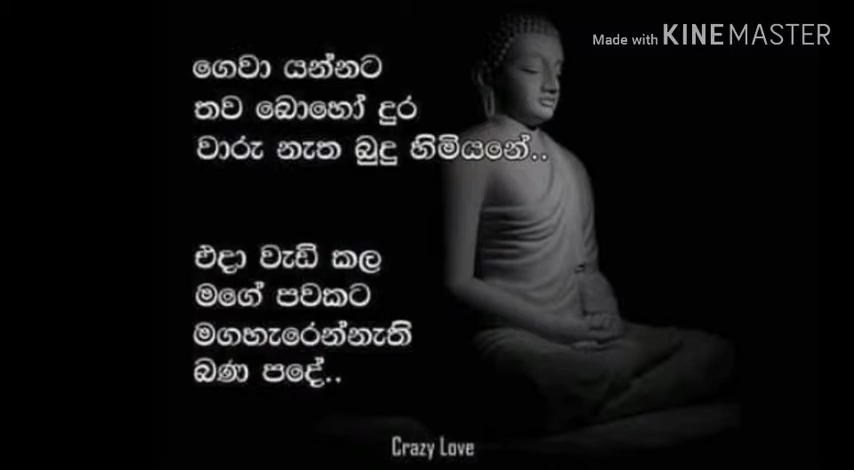 Made with KINEMASTER
ගෙවා යන්නට
තව බොහෝ දුර
වාරු නැත බුදු හිමියනේ..
එදා වැඩි කල
මගේ පවකට
මගහැරෙන්නැති
බණ පදේ..
Crazy Love